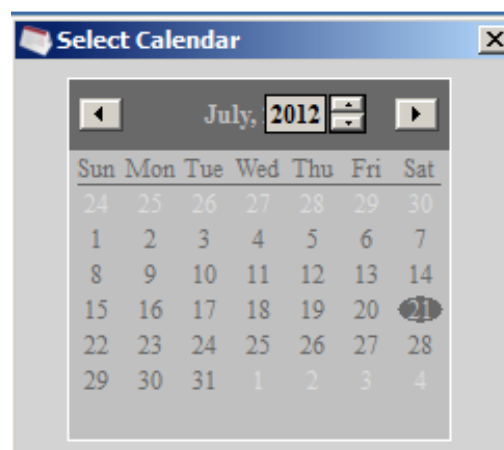 Select Calendar
July, 2012
Sun Mon Tue Wed Thu Fri Sat
24 25 26 27 28 29 30
1 2 3 4 5 6 7
8 9 10 11 12 13 14
15 16 17 18 19 20 21
22 23 24 25 26 27 28
29 30 31 1 2 3 4